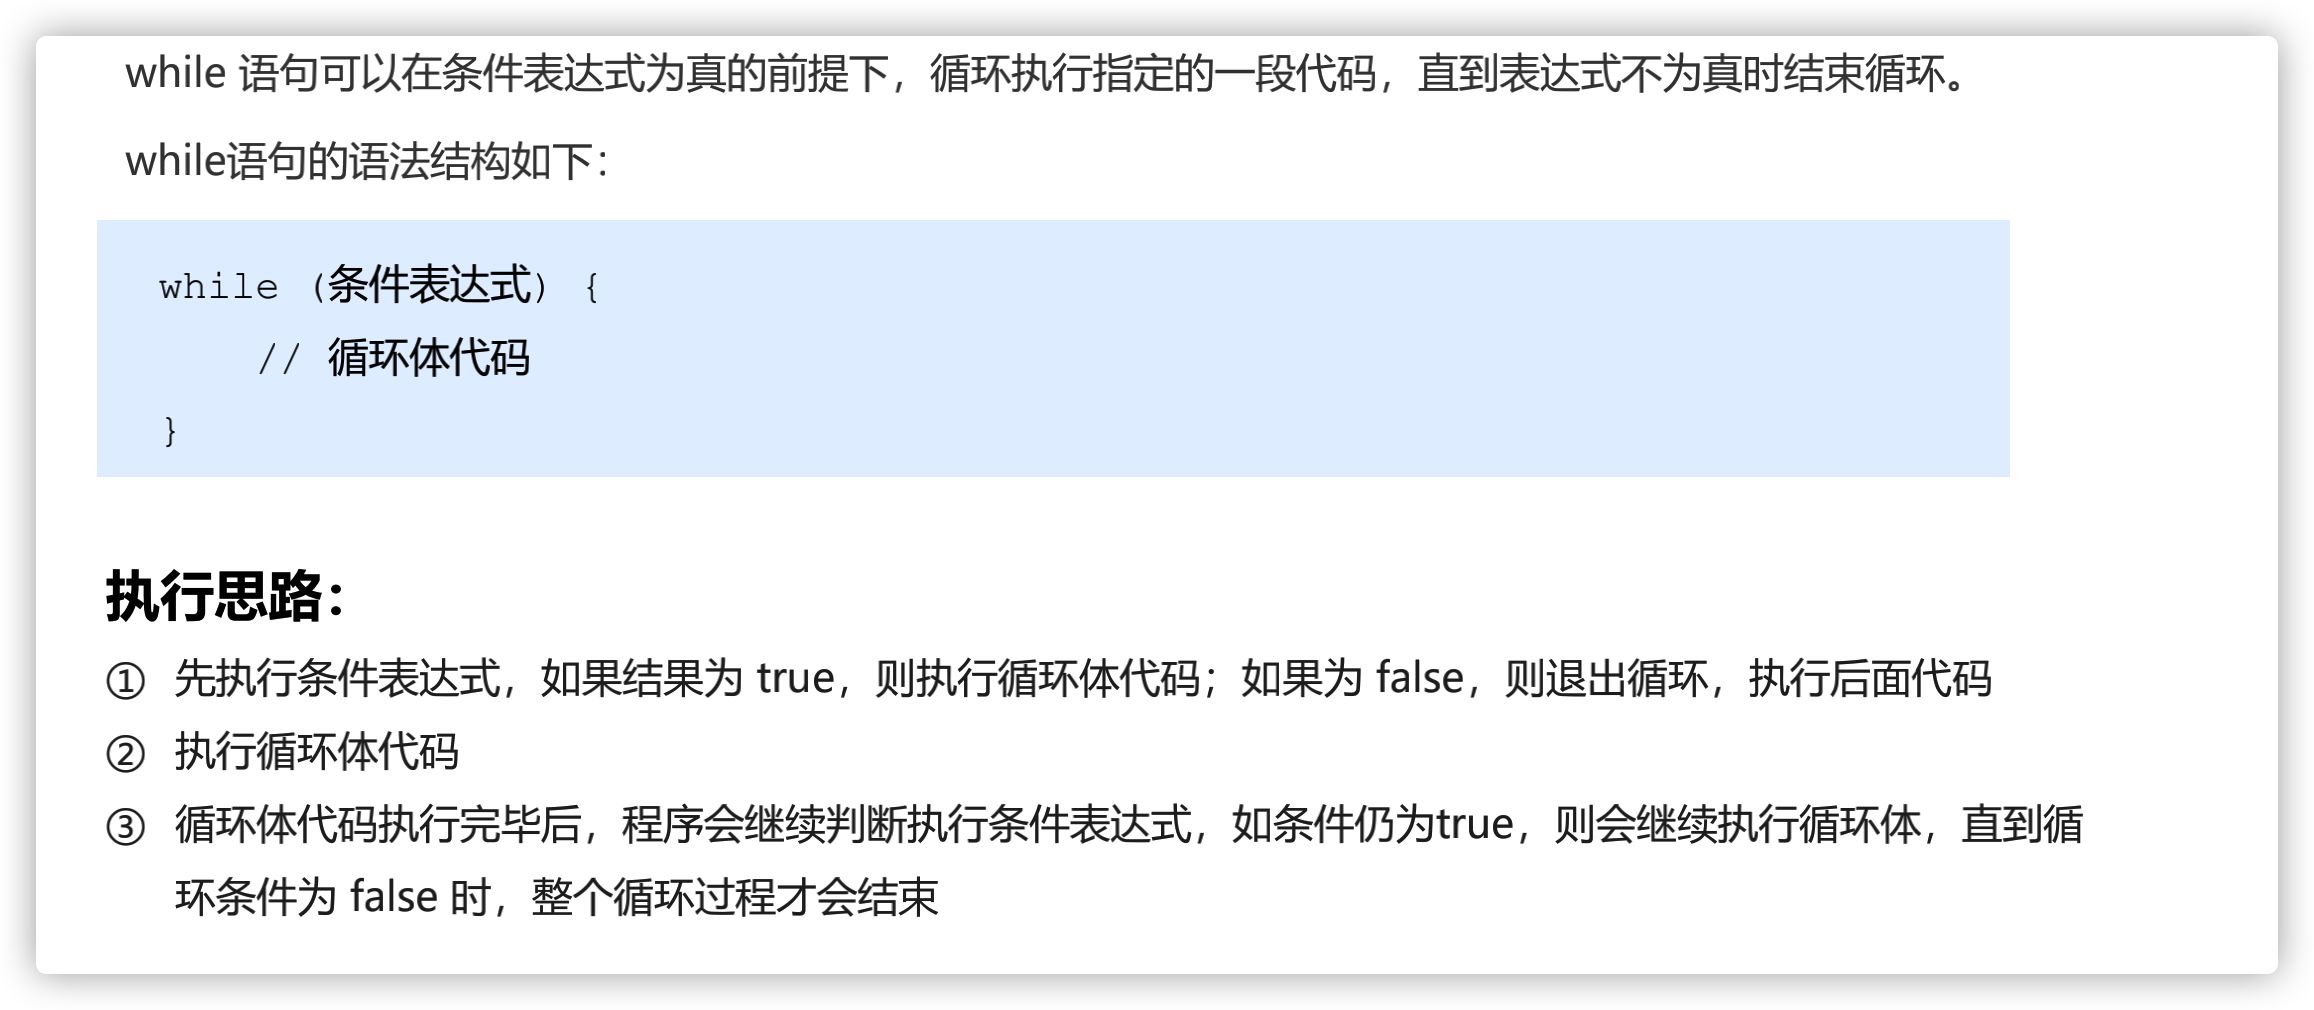 while 语句可以在条件表达式为真的前提下，循环执行指定的一段代码，直到表达式不为真时结束循环。
while语句的语法结构如下：
while (条件表达式) {
    // 循环体代码
}
执行思路：
① 先执行条件表达式，如果结果为 true，则执行循环体代码；如果为 false，则退出循环，执行后面代码
② 执行循环体代码
③ 循环体代码执行完毕后，程序会继续判断执行条件表达式，如条件仍为true，则会继续执行循环体，直到循
环条件为 false 时，整个循环过程才会结束